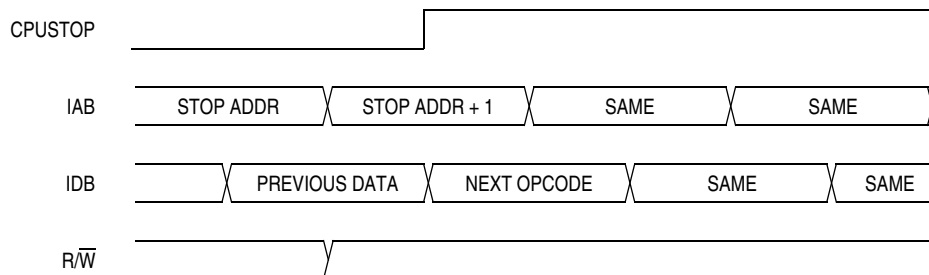 CPUSTOP
IAB STOP ADDR STOP ADDR + 1 SAME SAME
IDB PREVIOUS DATA NEXT OPCODE SAME SAME
R/W̅